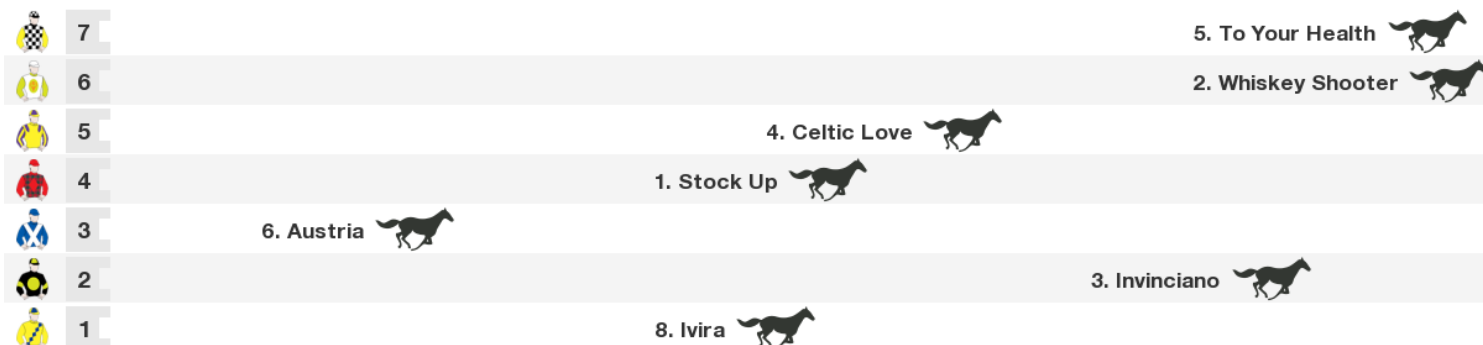 7 5. To Your Health
6 2. Whiskey Shooter
5 4. Celtic Love
4 1. Stock Up
3 6. Austria
2 3. Invinciano
1 8. Ivira